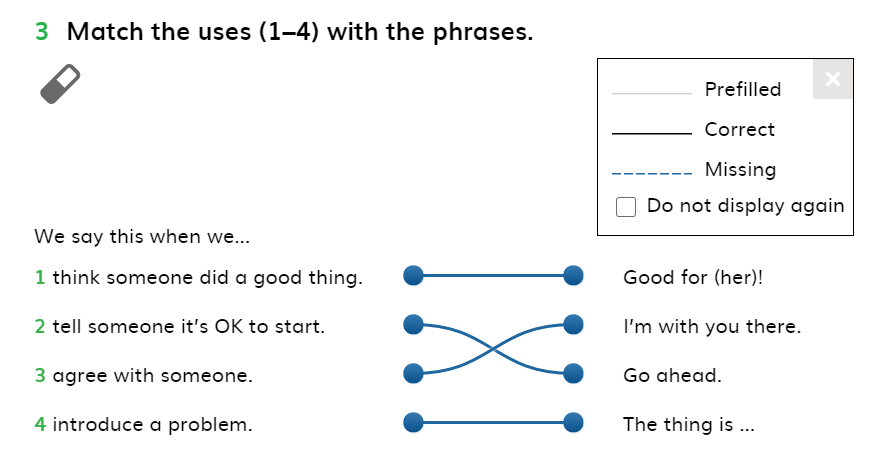 3 Match the uses (1–4) with the phrases.
Prefilled
Correct
Missing
Do not display again
We say this when we...
1 think someone did a good thing. Good for (her)!
2 tell someone it's OK to start. I'm with you there.
3 agree with someone. Go ahead.
4 introduce a problem. The thing is ...